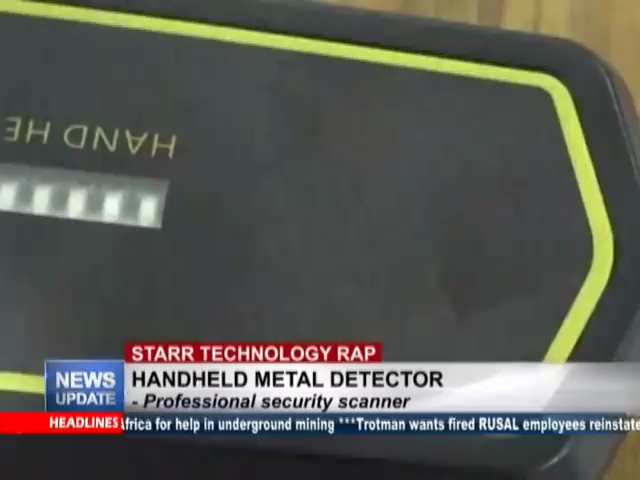 HAND HE
STARR TECHNOLOGY RAP
NEWS UPDATE
HANDHELD METAL DETECTOR
- Professional security scanner
HEADLINES
frica for help in underground mining ***Trotman wants fired RUSAL employees reinstate